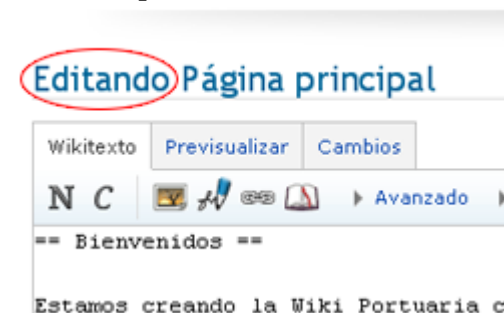 Editando Página principal
Wikitexto Previsualizar Cambios
N C Avanzado
== Bienvenidos ==
Estamos creando la Wiki Portuaria c